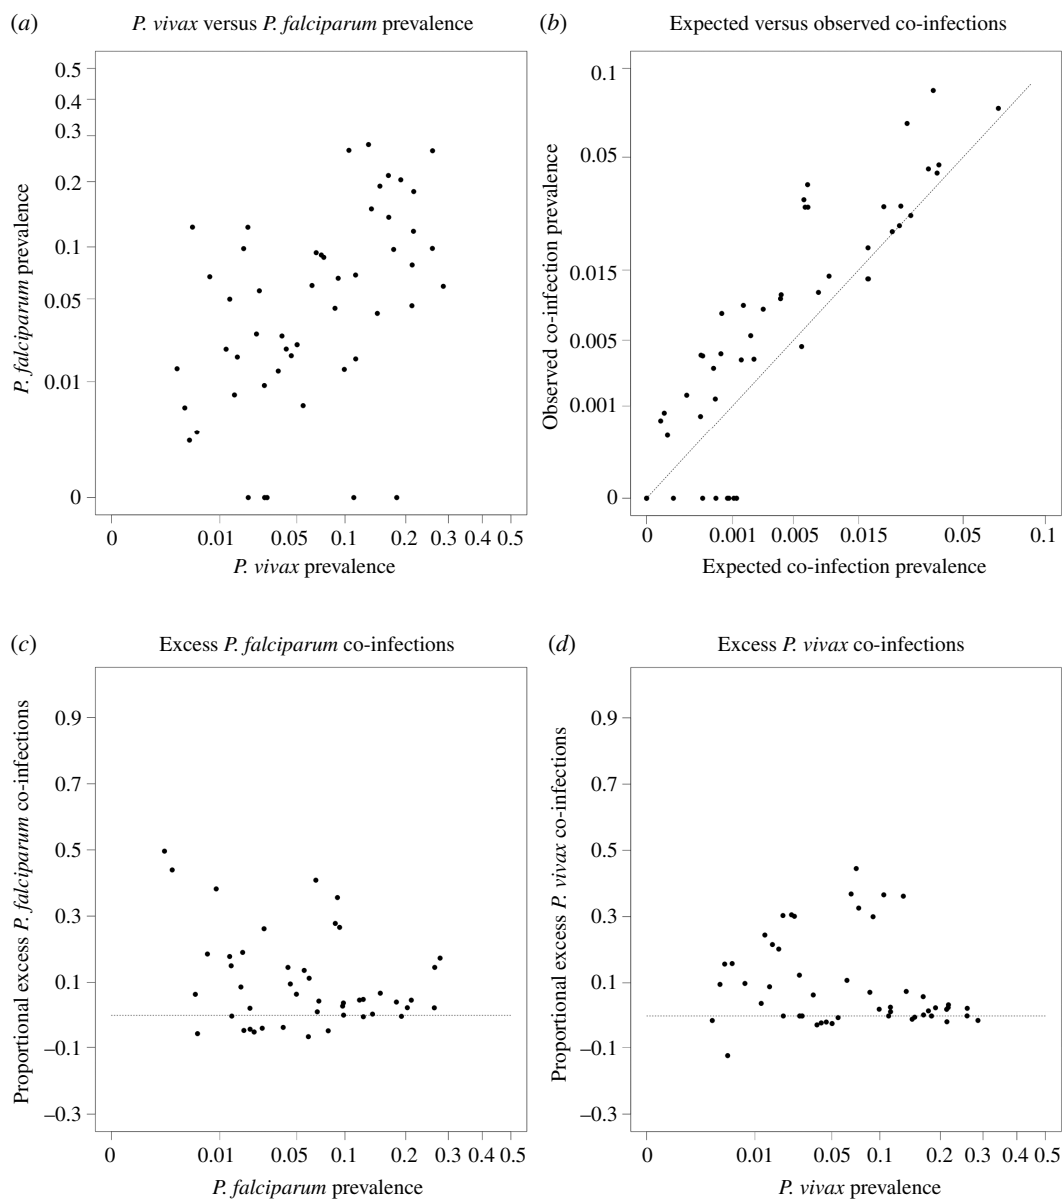 (a) P. vivax versus P. falciparum prevalence
0.5
0.4
0.3
0.2
0.1
0.05
0.01
0
P. falciparum prevalence
0 0.01 0.05 0.1 0.2 0.3 0.4 0.5
P. vivax prevalence
(b) Expected versus observed co-infections
0.1
0.05
0.015
0.005
0.001
0
Observed co-infection prevalence
0 0.001 0.005 0.015 0.05 0.1
Expected co-infection prevalence
(c) Excess P. falciparum co-infections
0.9
0.7
0.5
0.3
0.1
–0.1
–0.3
Proportional excess P. falciparum co-infections
0 0.01 0.05 0.1 0.2 0.3 0.4 0.5
P. falciparum prevalence
(d) Excess P. vivax co-infections
0.9
0.7
0.5
0.3
0.1
–0.1
–0.3
Proportional excess P. vivax co-infections
0 0.01 0.05 0.1 0.2 0.3 0.4 0.5
P. vivax prevalence